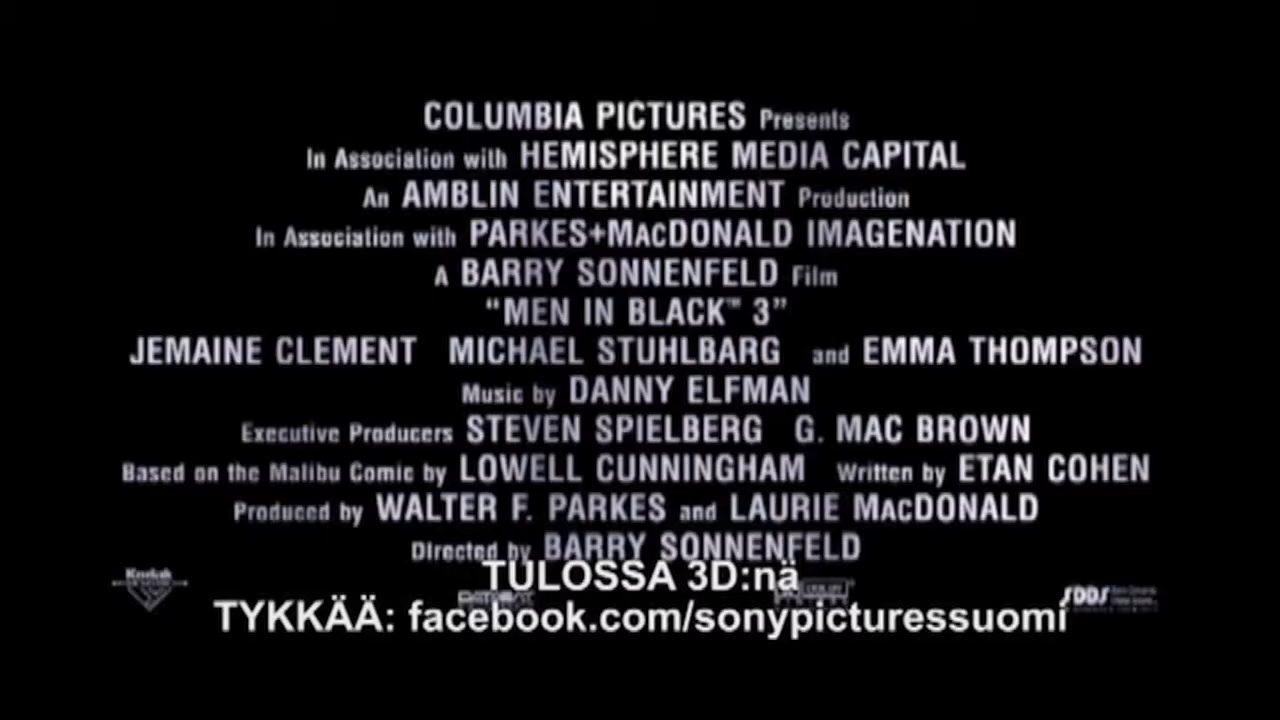 COLUMBIA PICTURES Presents
In Association with HEMISPHERE MEDIA CAPITAL
An AMBLIN ENTERTAINMENT Production
In Association with PARKES+MACDONALD IMAGENATION
A BARRY SONNENFELD Film
“MEN IN BLACK™ 3”
JEMAINE CLEMENT MICHAEL STUHLBARG and EMMA THOMPSON
Music by DANNY ELFMAN
Executive Producers STEVEN SPIELBERG G. MAC BROWN
Based on the Malibu Comic by LOWELL CUNNINGHAM Written by ETAN COHEN
Produced by WALTER F. PARKES and LAURIE MACDONALD
Directed by BARRY SONNENFELD
TULOSSA 3D:nä
TYKKÄÄ: facebook.com/sonypicturessuomi
Kodak
SDDS